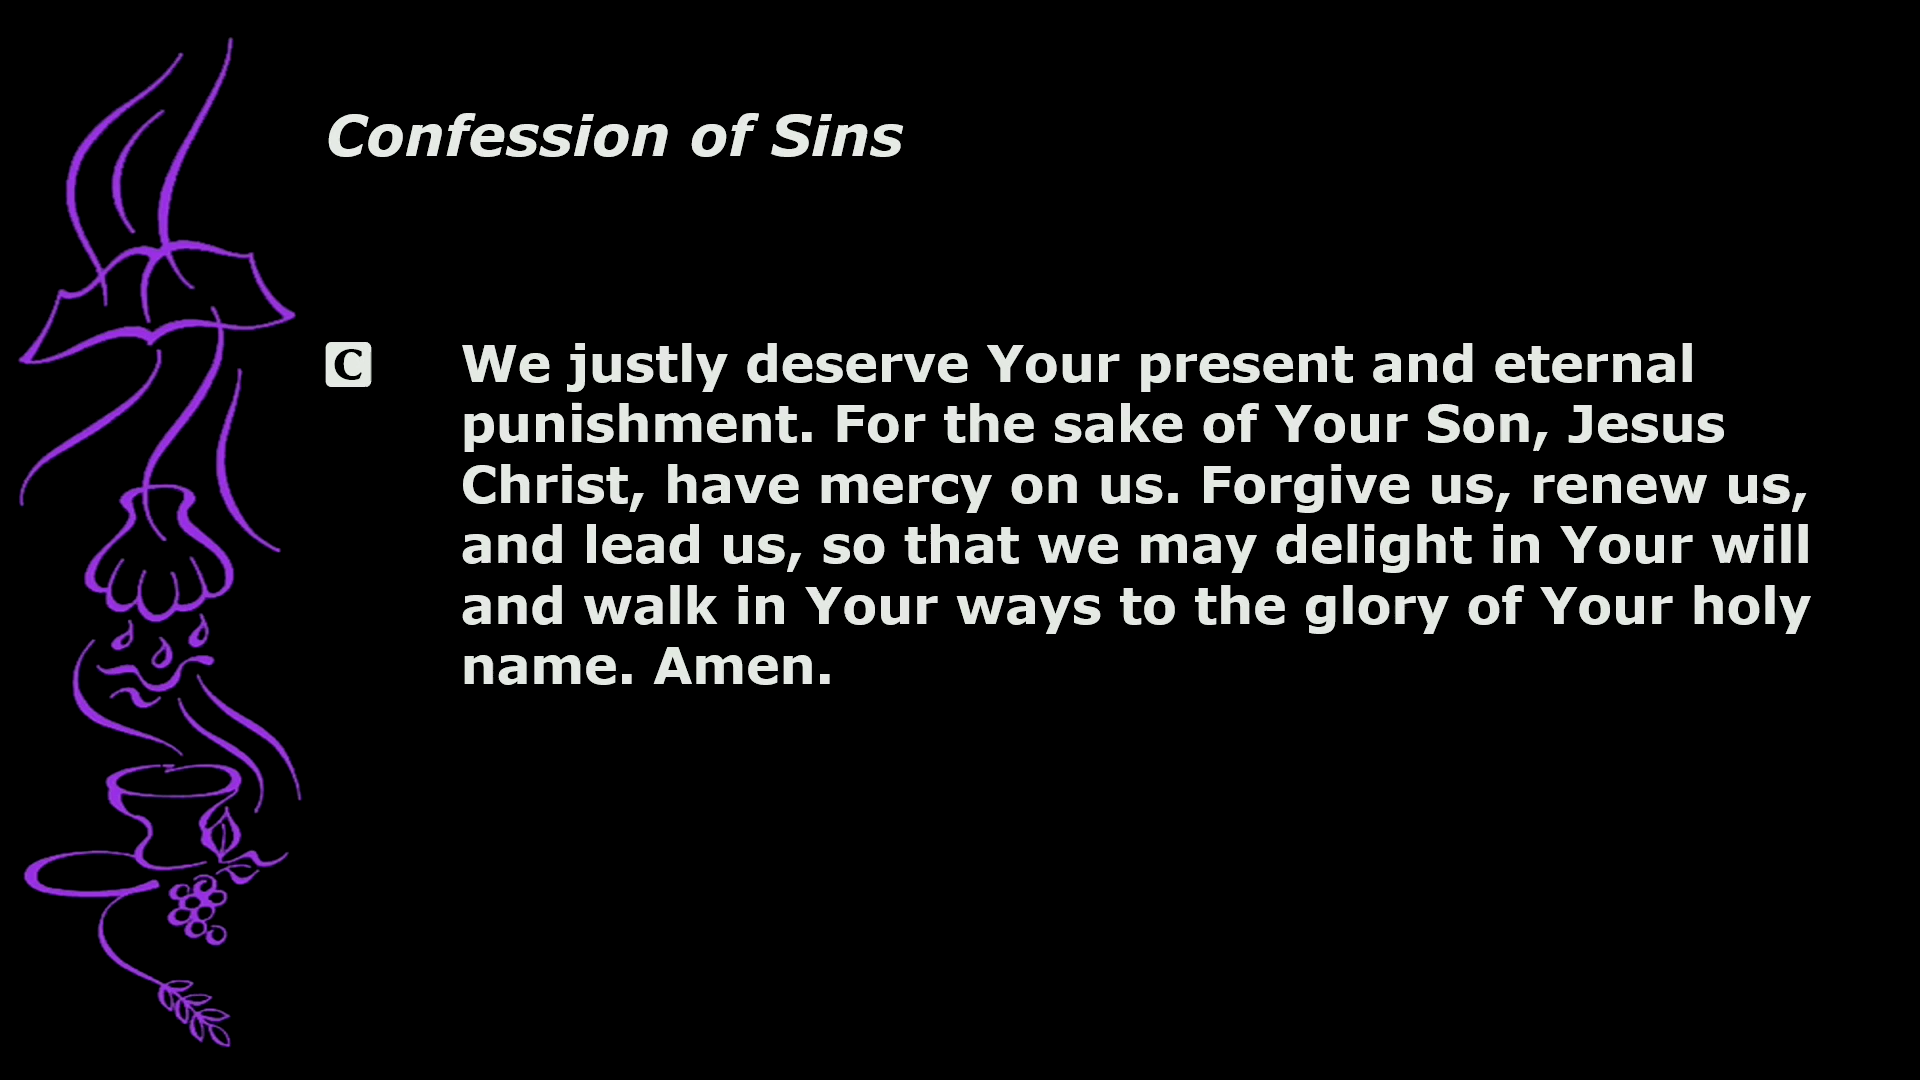 Confession of Sins
C We justly deserve Your present and eternal
punishment. For the sake of Your Son, Jesus
Christ, have mercy on us. Forgive us, renew us,
and lead us, so that we may delight in Your will
and walk in Your ways to the glory of Your holy
name. Amen.